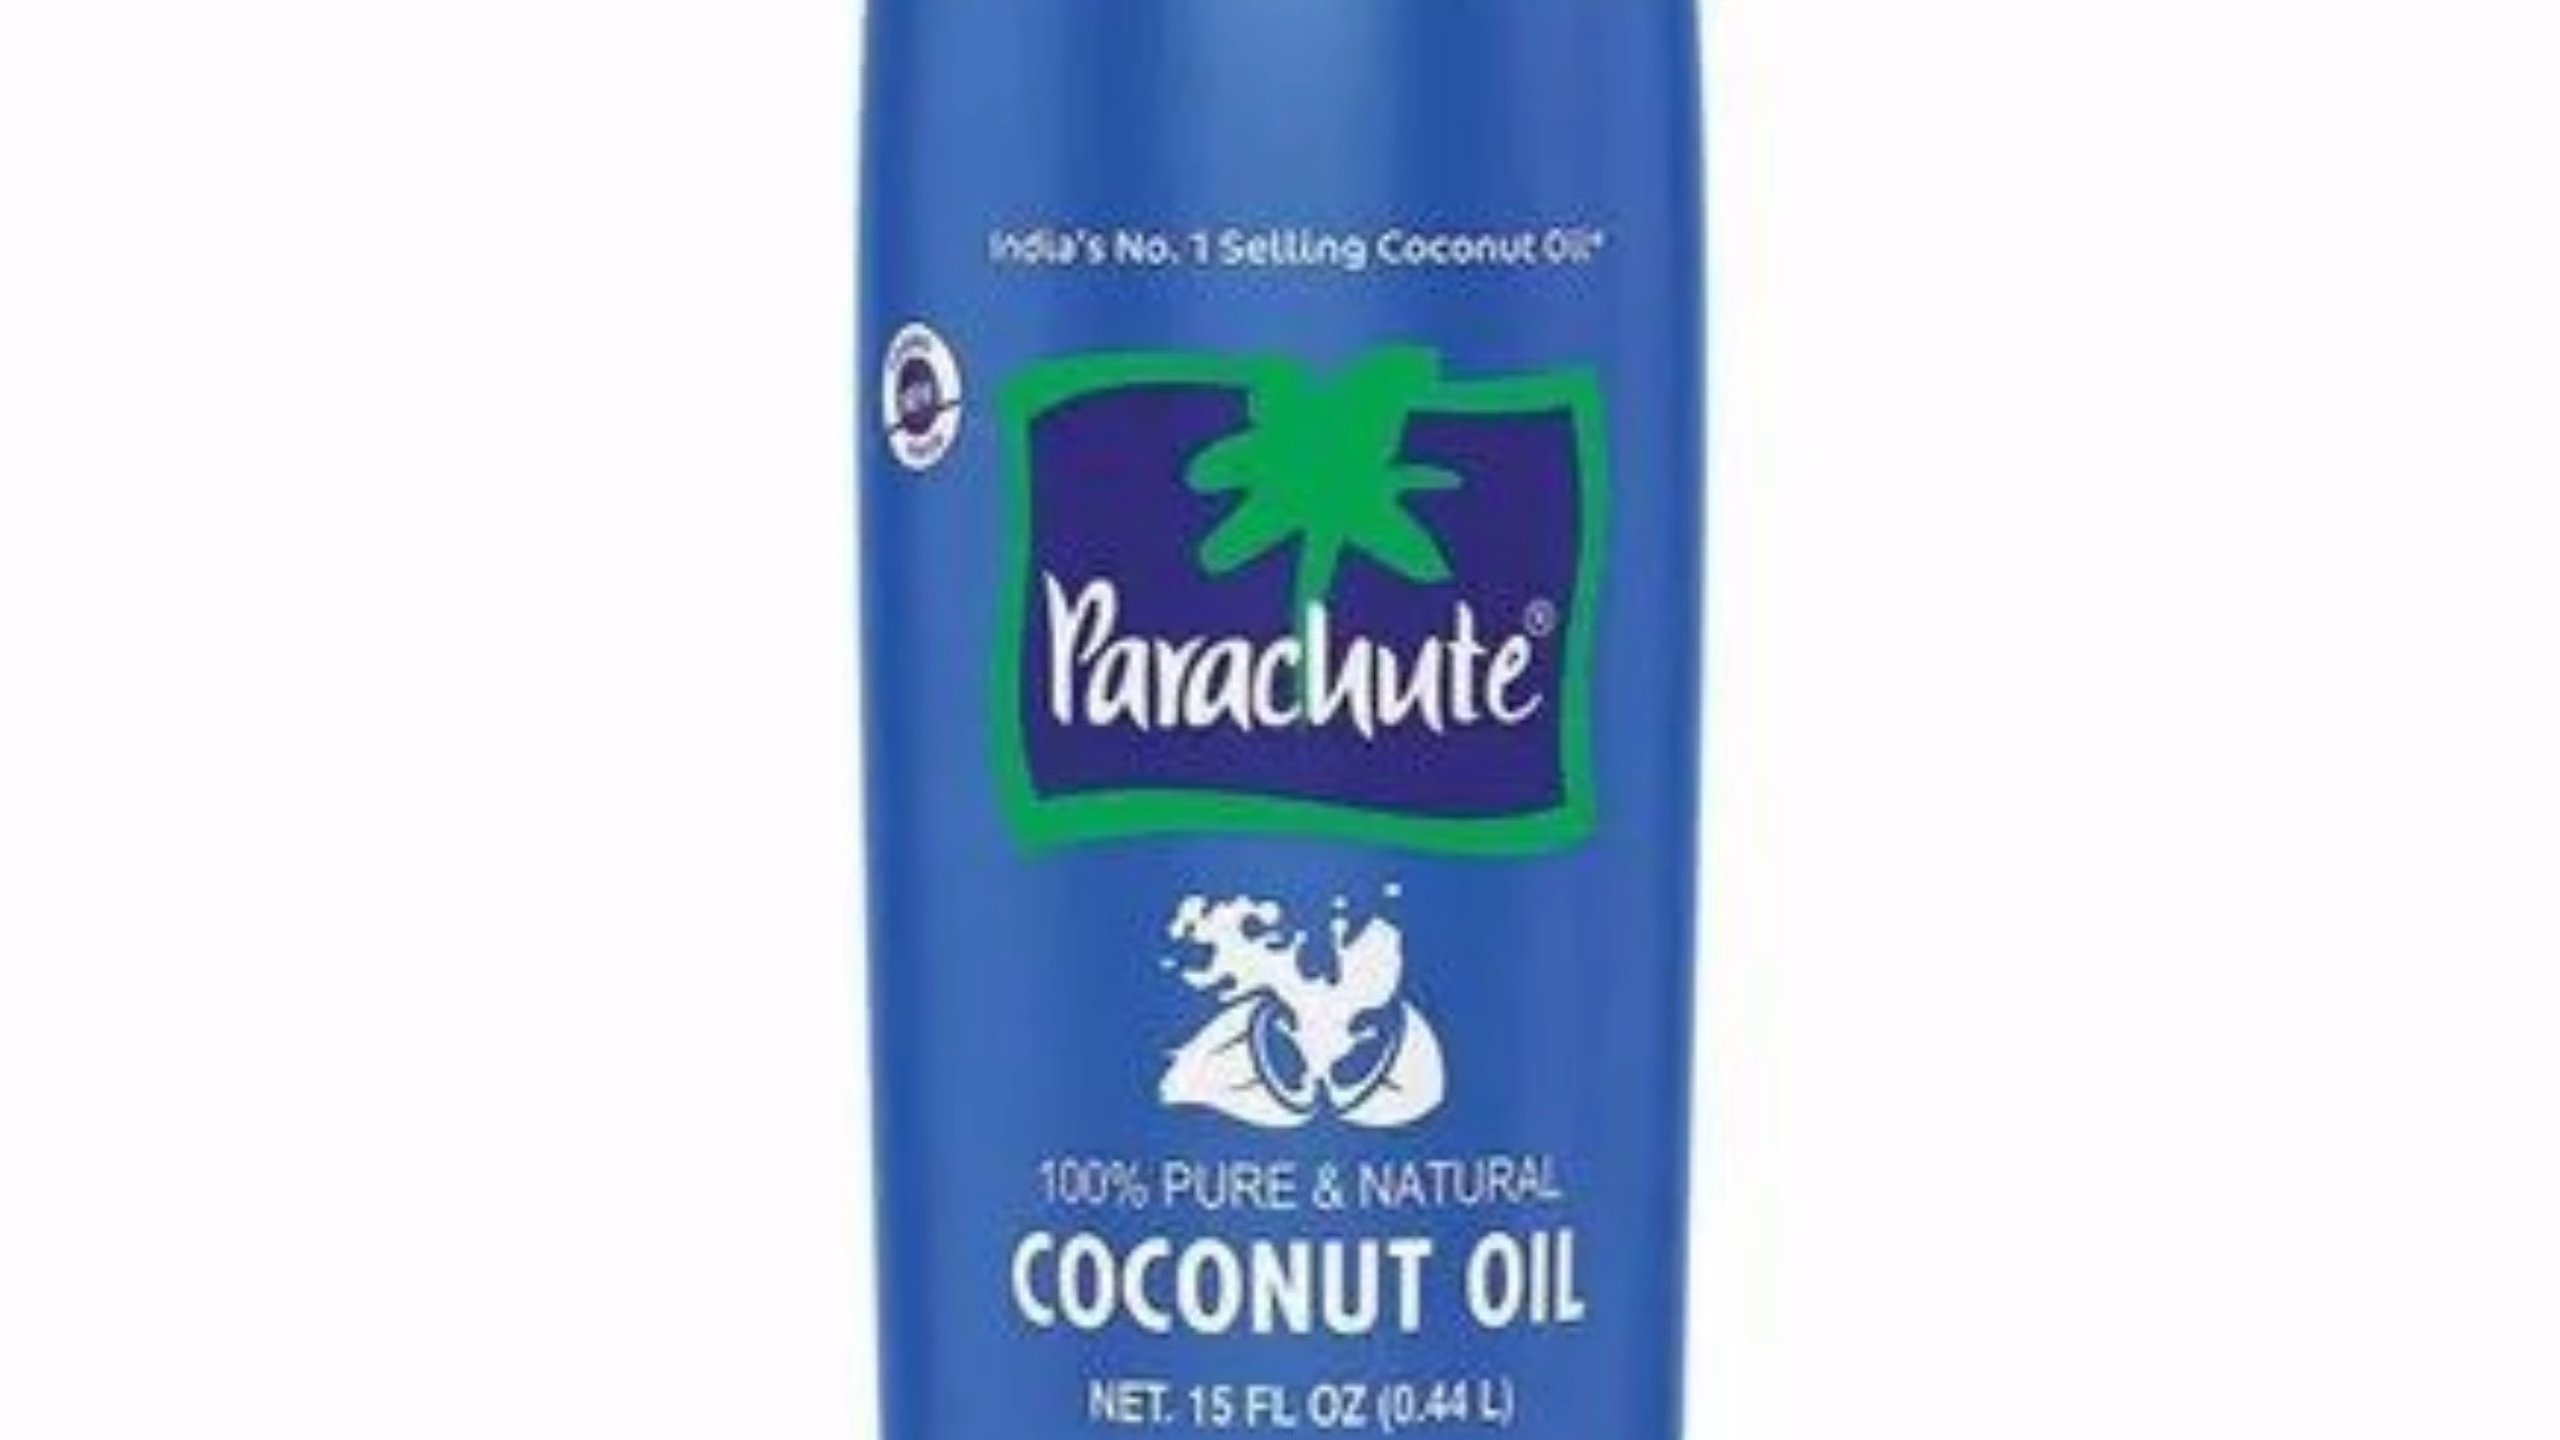 India's No. 1 Selling Coconut Oil*
Parachute®
100% PURE & NATURAL
COCONUT OIL
NET. 15 FL OZ (0.44 L)